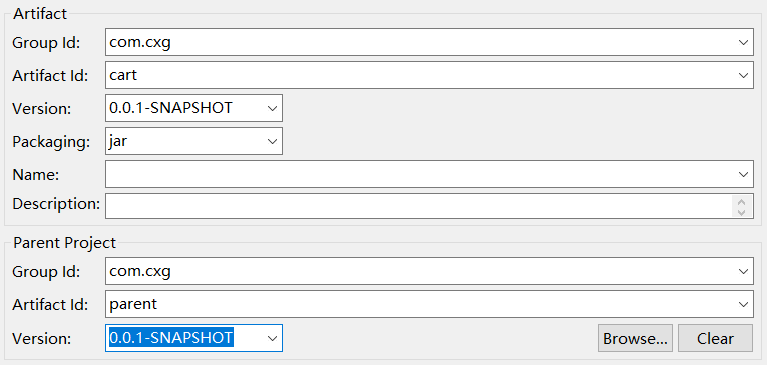 Artifact
Group Id: com.cxg
Artifact Id: cart
Version: 0.0.1-SNAPSHOT
Packaging: jar
Name:
Description:
Parent Project
Group Id: com.cxg
Artifact Id: parent
Version: 0.0.1-SNAPSHOT Browse... Clear